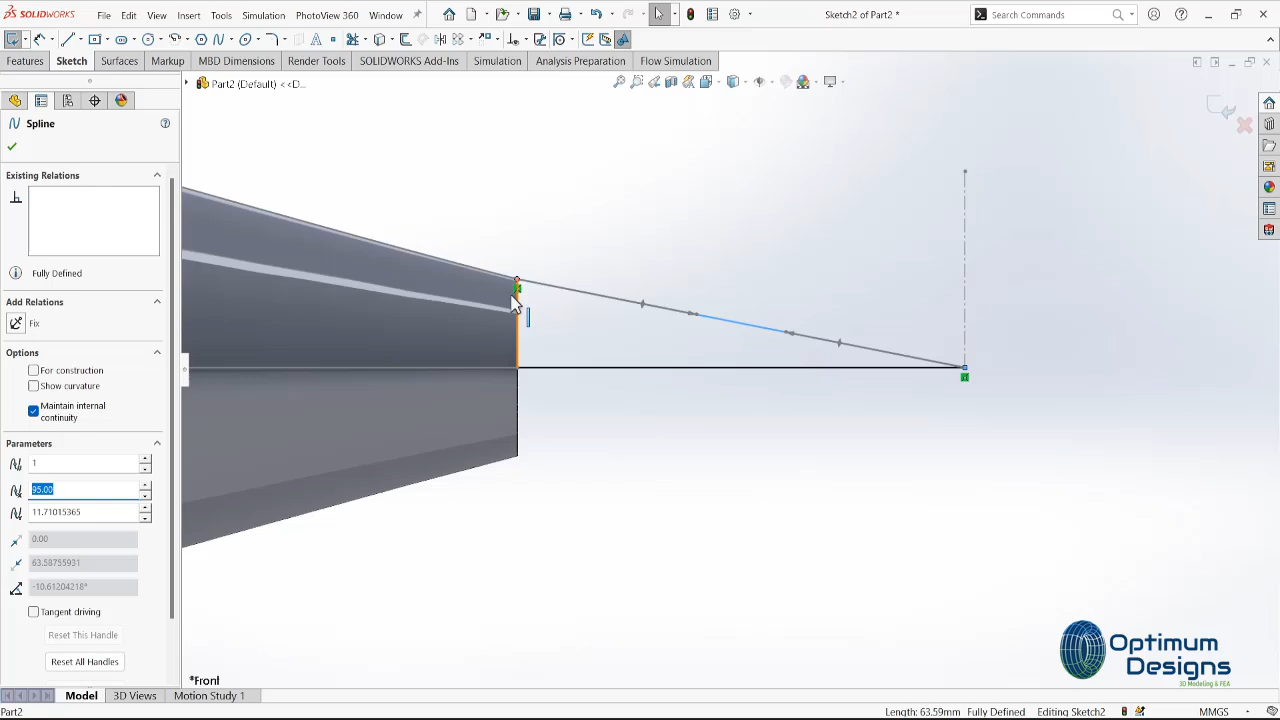 SOLIDWORKS File Edit View Insert Tools Simulation PhotoView 360 Window Sketch2 of Part2 * Search Commands
Features Sketch Surfaces Markup MBD Dimensions Render Tools SOLIDWORKS Add-Ins Simulation Analysis Preparation Flow Simulation
Part2 (Default) <<D...
Spline
Existing Relations
Fully Defined
Add Relations
Fix
Options
For construction
Show curvature
Maintain internal
continuity
Parameters
1
95.00
11.71015365
0.00
63.58755931
-10.61204218°
Tangent driving
Reset This Handle
Reset All Handles
*Front
Optimum
Designs
3D Modeling & FEA
Model 3D Views Motion Study 1
Part2 Length: 63.59mm Fully Defined Editing Sketch2 MMGS